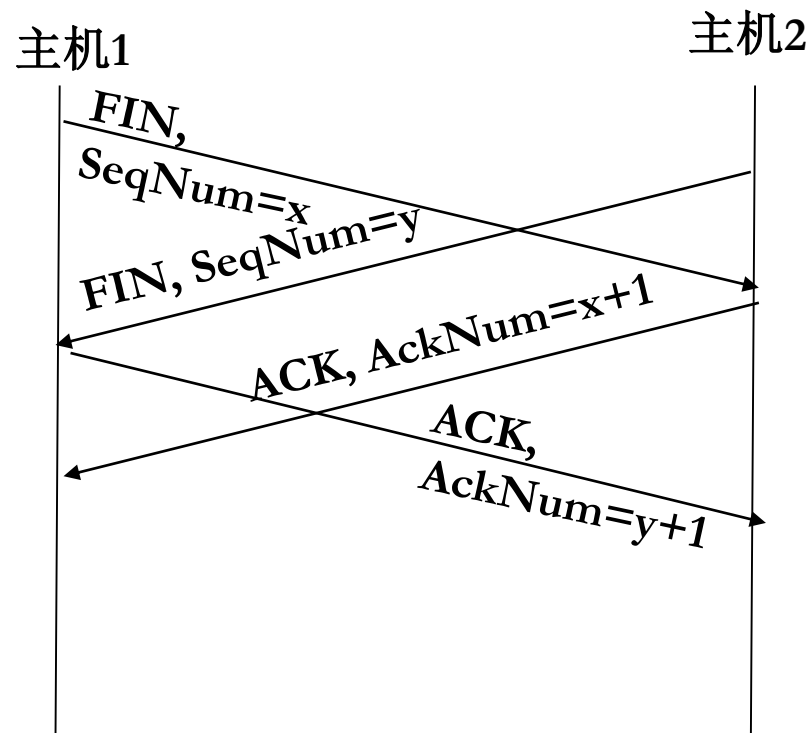 主机1
主机2
FIN,
SeqNum=x
FIN, SeqNum=y
ACK, AckNum=x+1
ACK,
AckNum=y+1